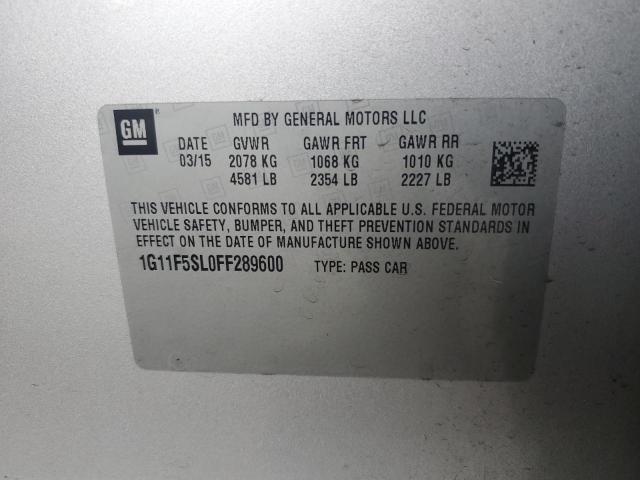 GM
MFD BY GENERAL MOTORS LLC
DATE GVWR GAWR FRT GAWR RR
03/15 2078 KG 1068 KG 1010 KG
4581 LB 2354 LB 2227 LB
THIS VEHICLE CONFORMS TO ALL APPLICABLE U.S. FEDERAL MOTOR
VEHICLE SAFETY, BUMPER, AND THEFT PREVENTION STANDARDS IN
EFFECT ON THE DATE OF MANUFACTURE SHOWN ABOVE.
1G11F5SL0FF289600 TYPE: PASS CAR